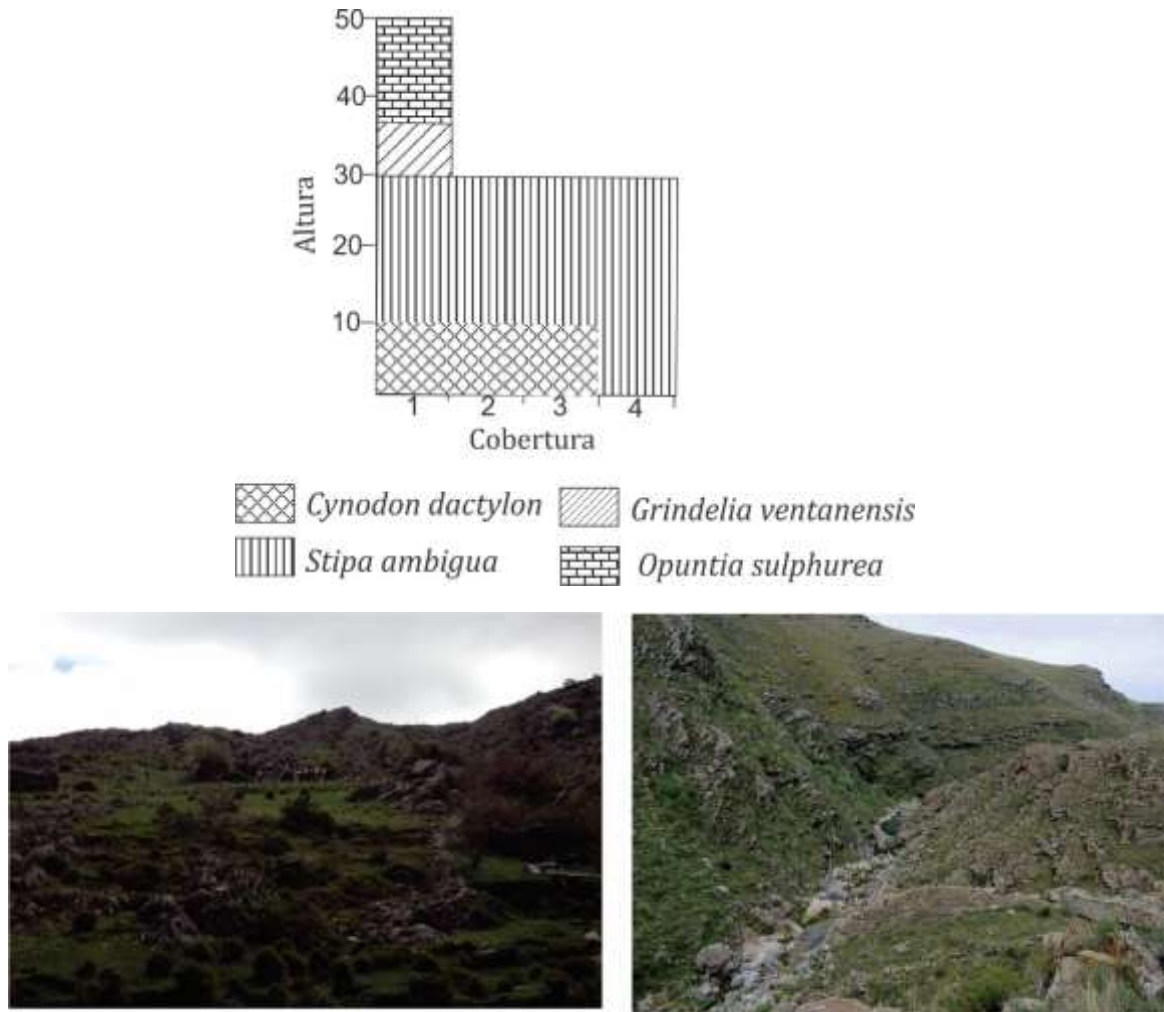 50
40
30
20
10
Altura
1 2 3 4
Cobertura
Cynodon dactylon Grindelia ventanensis
Stipa ambigua Opuntia sulphurea